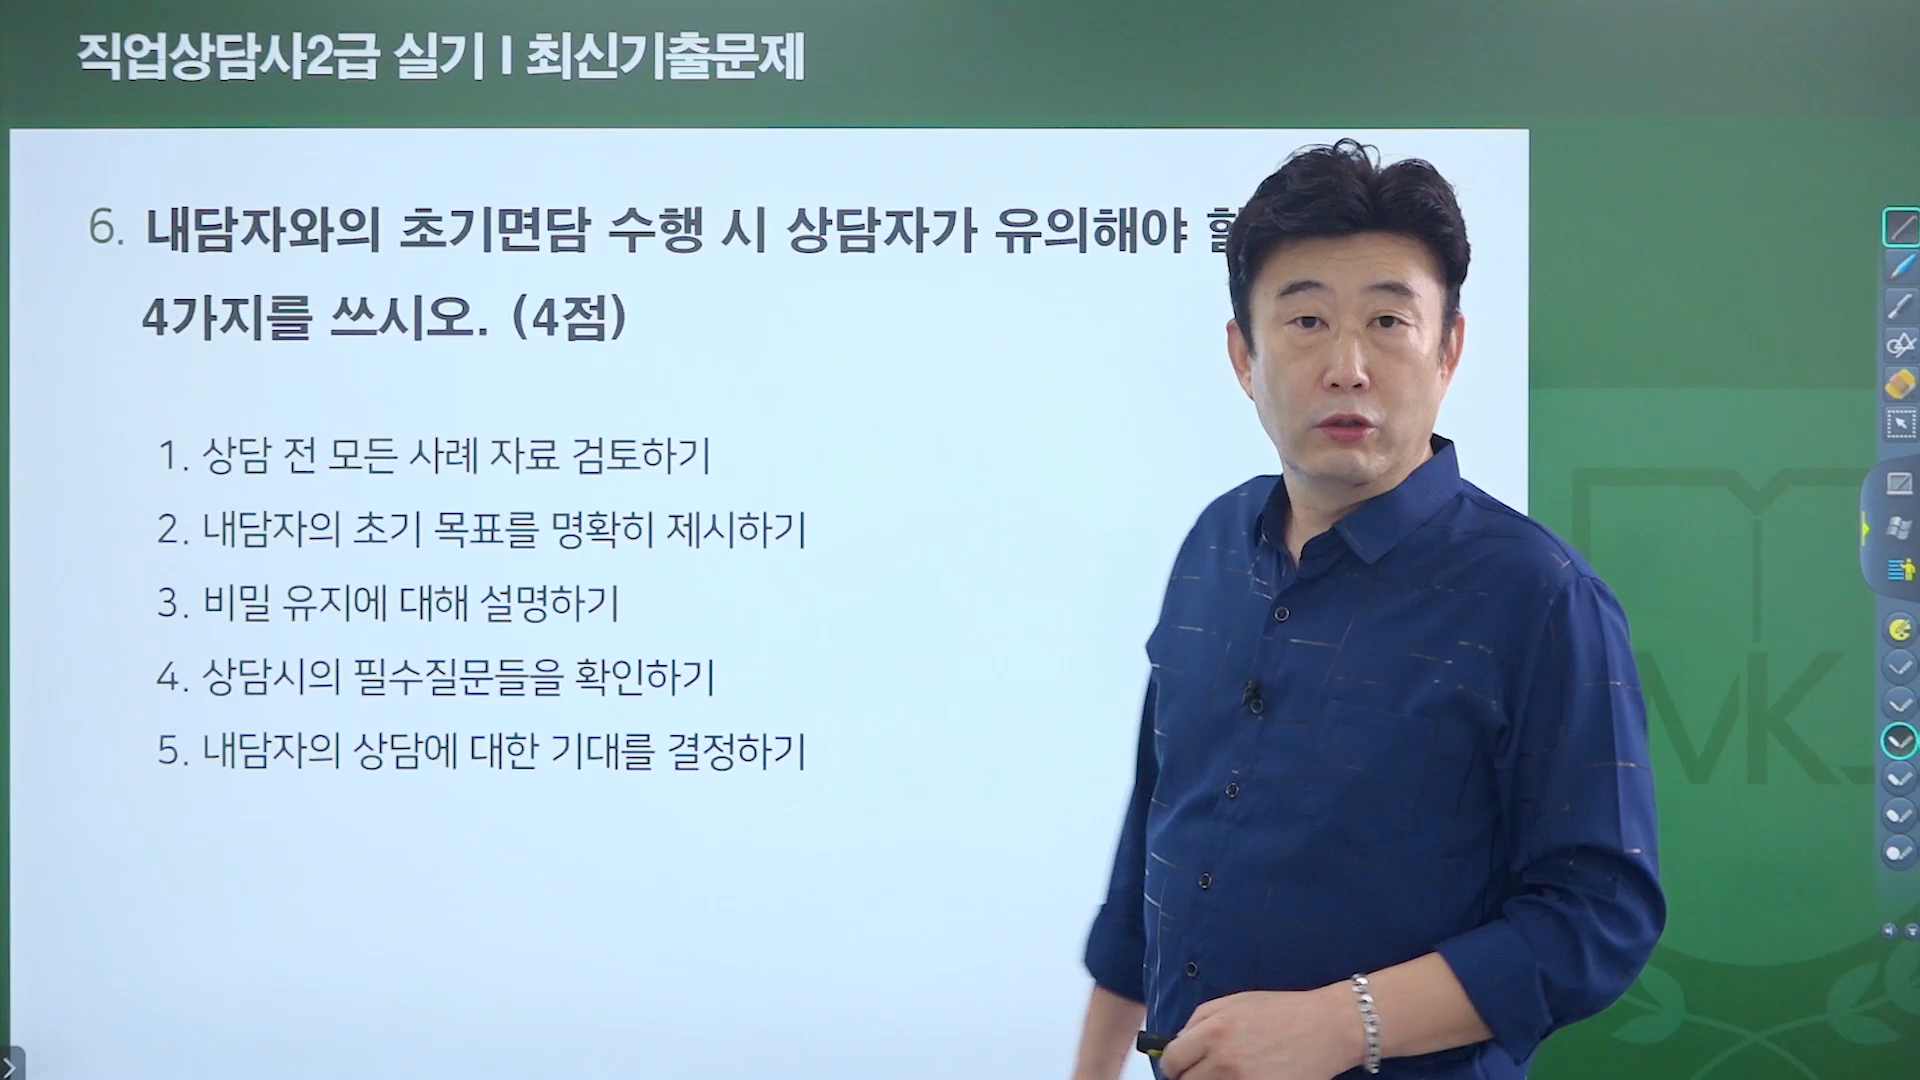 직업상담사2급 실기 I 최신기출문제
6. 내담자와의 초기면담 수행 시 상담자가 유의해야
4가지를 쓰시오. (4점)
1. 상담 전 모든 사례 자료 검토하기
2. 내담자의 초기 목표를 명확히 제시하기
3. 비밀 유지에 대해 설명하기
4. 상담시의 필수질문들을 확인하기
5. 내담자의 상담에 대한 기대를 결정하기